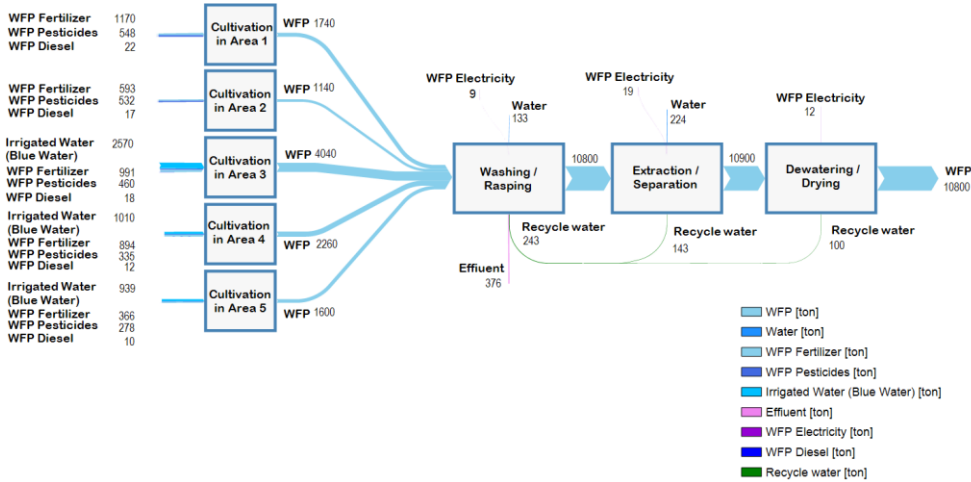 WFP Fertilizer 1170
WFP Pesticides 548
WFP Diesel 22
Cultivation
in Area 1
WFP 1740
WFP Fertilizer 593
WFP Pesticides 532
WFP Diesel 17
Cultivation
in Area 2
WFP 1140
Irrigated Water 2570
(Blue Water)
WFP Fertilizer 991
WFP Pesticides 460
WFP Diesel 18
Cultivation
in Area 3
WFP 4040
Irrigated Water 1010
(Blue Water)
WFP Fertilizer 894
WFP Pesticides 335
WFP Diesel 12
Cultivation
in Area 4
WFP 2260
Irrigated Water 939
(Blue Water)
WFP Fertilizer 366
WFP Pesticides 278
WFP Diesel 10
Cultivation
in Area 5
WFP 1600
WFP Electricity
9
Water
133
Washing /
Rasping
10800
WFP Electricity
19
Water
224
Extraction /
Separation
10900
WFP Electricity
12
Dewatering /
Drying
WFP
10800
Recycle water
243
Recycle water
143
Recycle water
100
Effluent
376
WFP [ton]
Water [ton]
WFP Fertilizer [ton]
WFP Pesticides [ton]
Irrigated Water (Blue Water) [ton]
Effluent [ton]
WFP Electricity [ton]
WFP Diesel [ton]
Recycle water [ton]